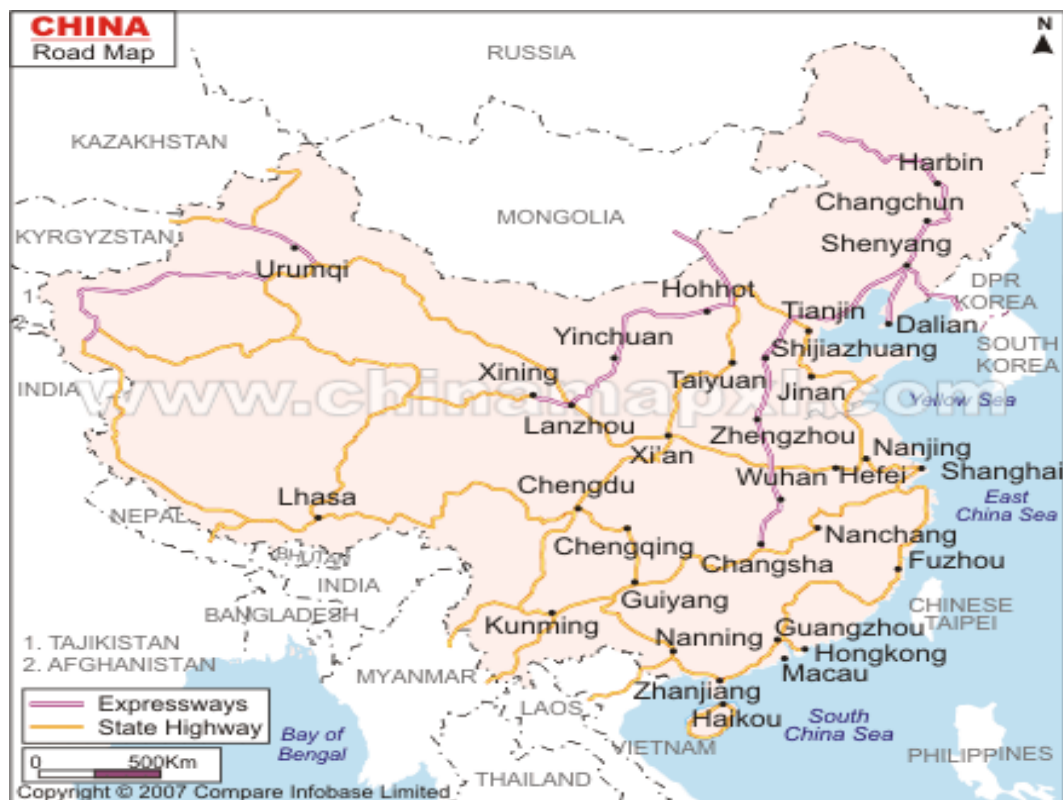 CHINA
Road Map
N
RUSSIA
KAZAKHSTAN
Harbin
Changchun
MONGOLIA
KYRGYZSTAN
Shenyang
Urumqi
DPR
KOREA
Hohhot
1
Tianjin
2
Dalian
Yinchuan
SOUTH
KOREA
Shijiazhuang
Xining
Taiyuan
INDIA
Jinan
www.chinamapxl.com
Yellow Sea
Lanzhou
Zhengzhou
Xi'an
Nanjing
Wuhan
Hefei
Shanghai
Chengdu
Lhasa
East
China Sea
NEPAL
Nanchang
Chengqing
BHUTAN
Changsha
Fuzhou
INDIA
Guiyang
CHINESE
TAIPEI
BANGLADESH
Kunming
Nanning
Guangzhou
1. TAJIKISTAN
Hongkong
2. AFGHANISTAN
Macau
MYANMAR
Zhanjiang
Expressways
LAOS
Haikou
State Highway
South
China Sea
Bay of
Bengal
VIETNAM
PHILIPPINES
0 500Km
THAILAND
Copyright © 2007 Compare Infobase Limited